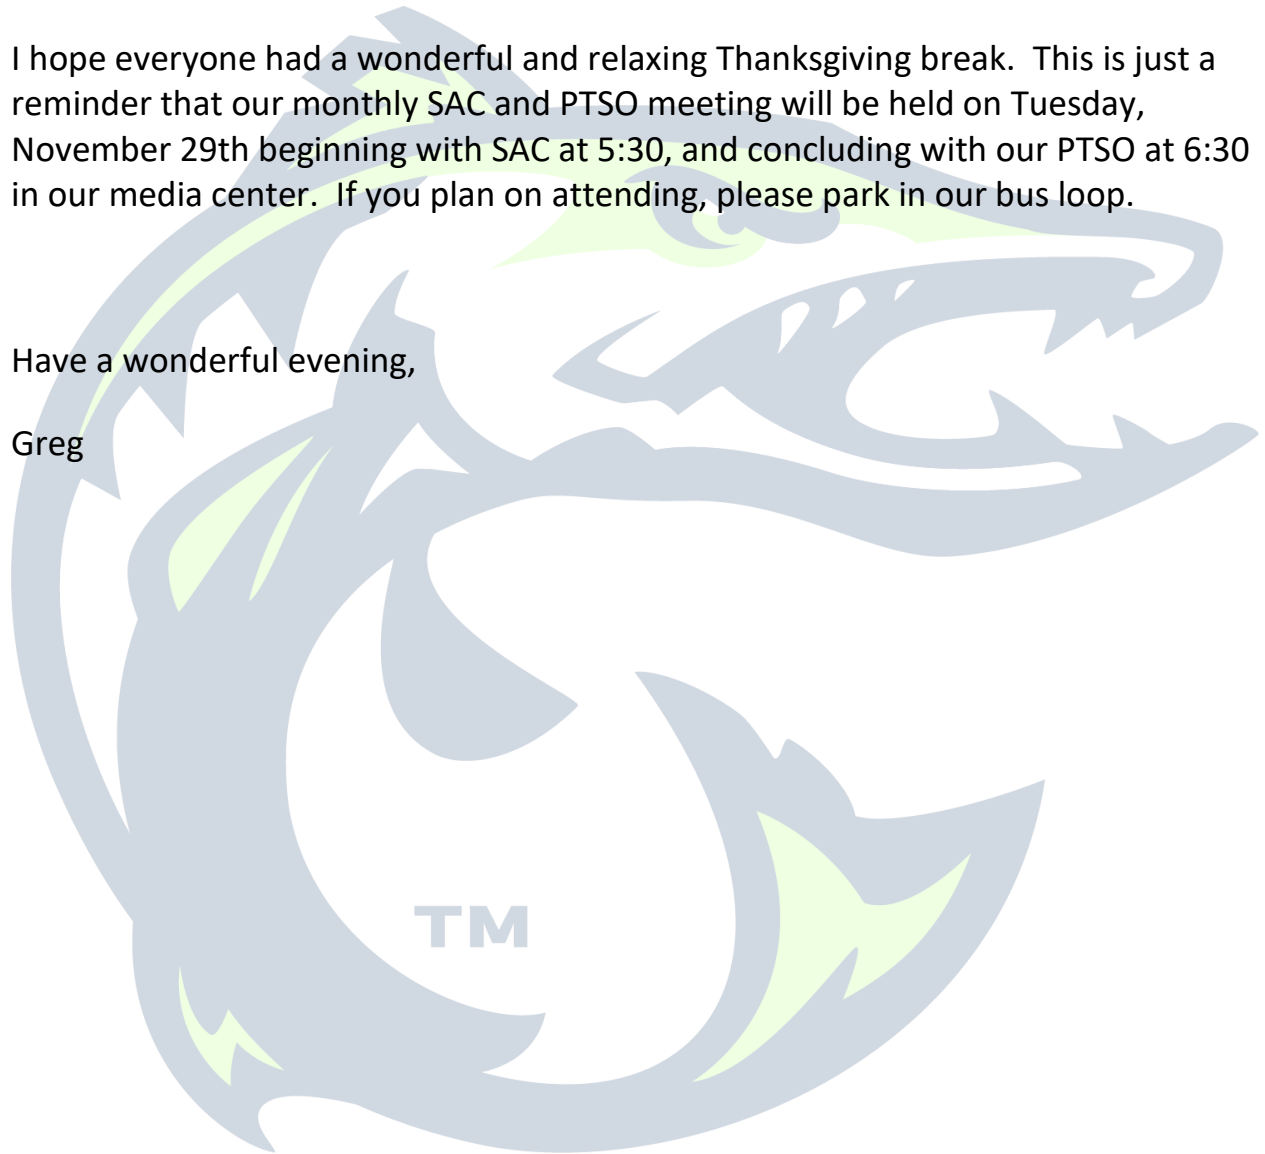 I hope everyone had a wonderful and relaxing Thanksgiving break.  This is just a
reminder that our monthly SAC and PTSO meeting will be held on Tuesday,
November 29th beginning with SAC at 5:30, and concluding with our PTSO at 6:30
in our media center.  If you plan on attending, please park in our bus loop.
Have a wonderful evening,
Greg
TM